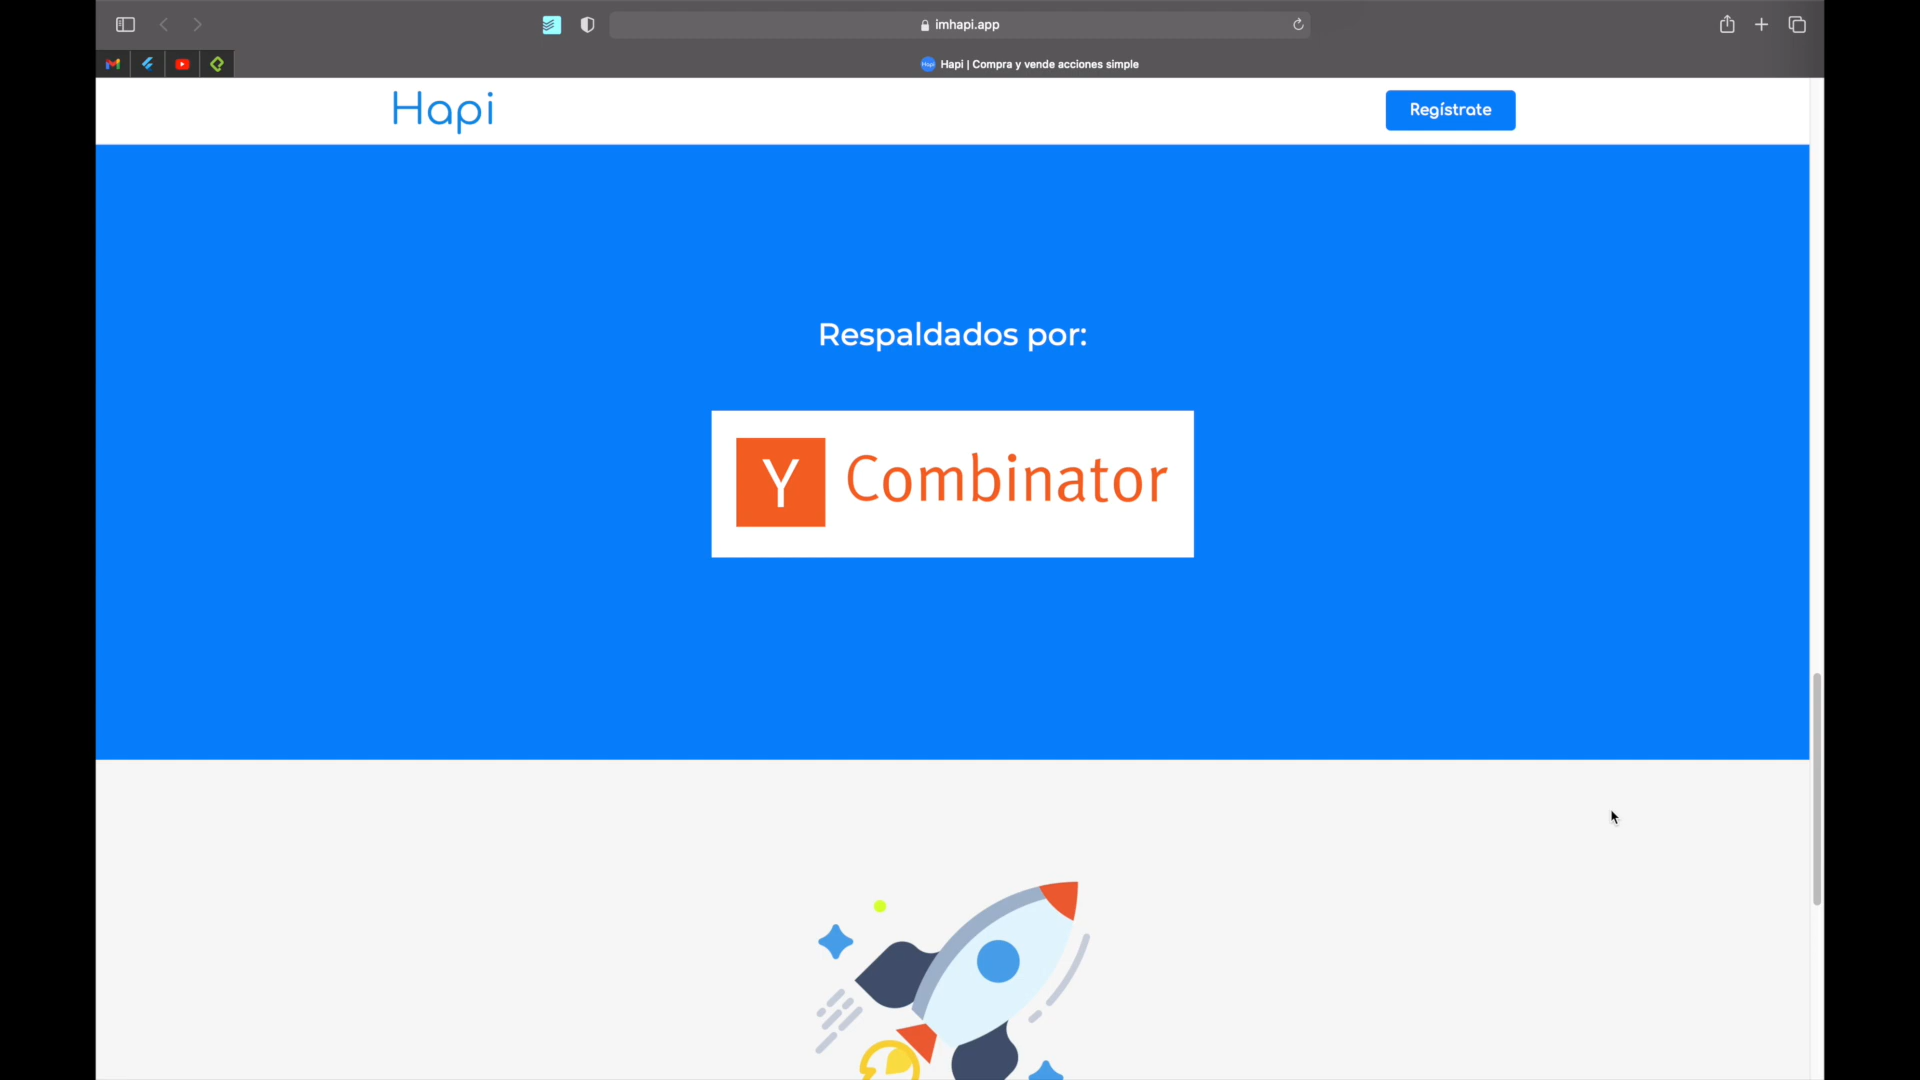 imhapi.app
Hapi | Compra y vende acciones simple
Hapi
Regístrate
Respaldados por:
Y Combinator